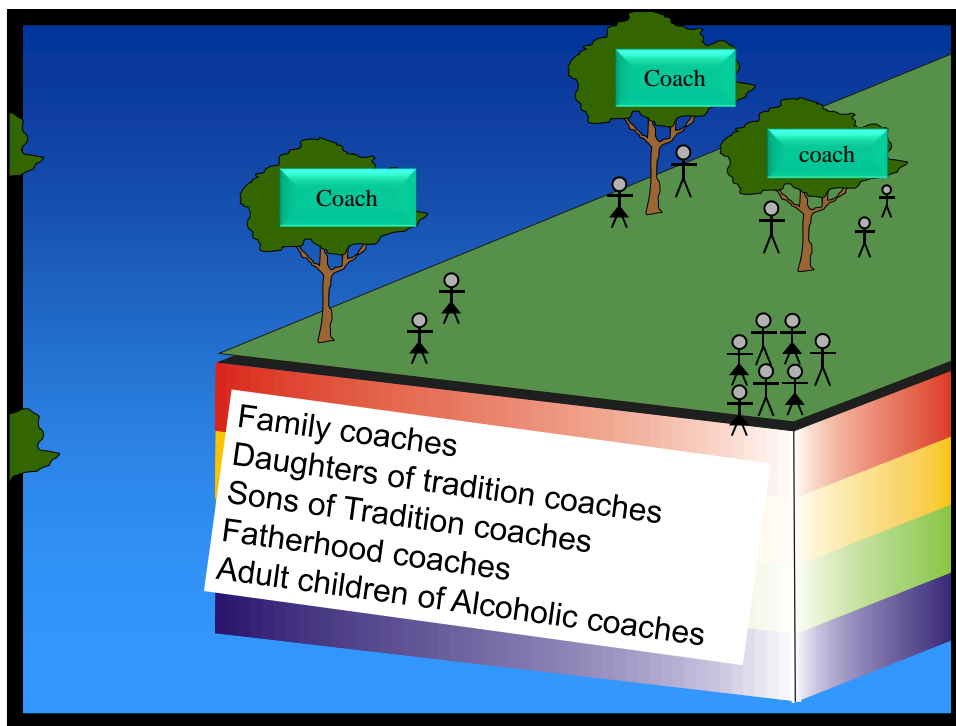 Coach
coach
Coach
Family coaches
Daughters of tradition coaches
Sons of Tradition coaches
Fatherhood coaches
Adult children of Alcoholic coaches